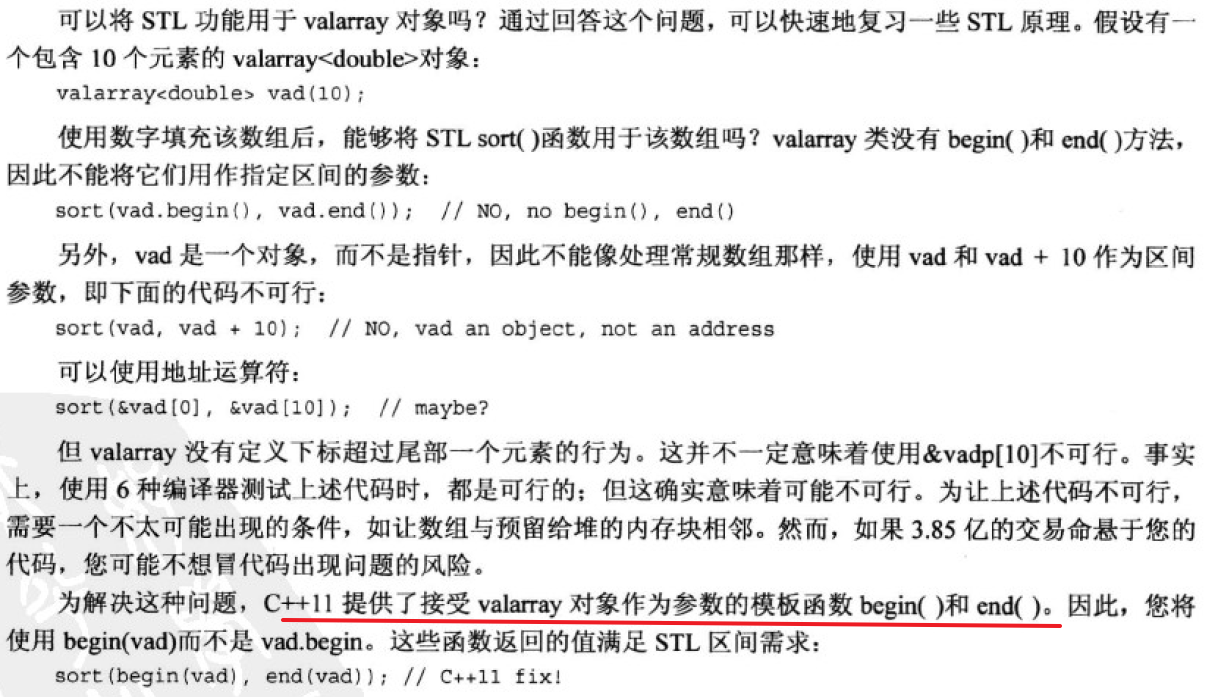 可以将 STL 功能用于 valarray 对象吗？通过回答这个问题，可以快速地复习一些 STL 原理。假设有一
个包含 10 个元素的 valarray<double>对象：
valarray<double> vad(10);
使用数字填充该数组后，能够将 STL sort( )函数用于该数组吗？valarray 类没有 begin( )和 end( )方法，
因此不能将它们用作指定区间的参数：
sort(vad.begin(), vad.end());  // NO, no begin(), end()
另外，vad 是一个对象，而不是指针，因此不能像处理常规数组那样，使用 vad 和 vad + 10 作为区间
参数，即下面的代码不可行：
sort(vad, vad + 10);  // NO, vad an object, not an address
可以使用地址运算符：
sort(&vad[0], &vad[10]);  // maybe?
但 valarray 没有定义下标超过尾部一个元素的行为。这并不一定意味着使用&vadp[10]不可行。事实
上，使用 6 种编译器测试上述代码时，都是可行的；但这确实意味着可能不可行。为让上述代码不可行，
需要一个不太可能出现的条件，如让数组与预留给堆的内存块相邻。然而，如果 3.85 亿的交易命悬于您的
代码，您可能不想冒代码出现问题的风险。
为解决这种问题，C++11 提供了接受 valarray 对象作为参数的模板函数 begin( )和 end( )。因此，您将
使用 begin(vad)而不是 vad.begin。这些函数返回的值满足 STL 区间需求：
sort(begin(vad), end(vad)); // C++11 fix!